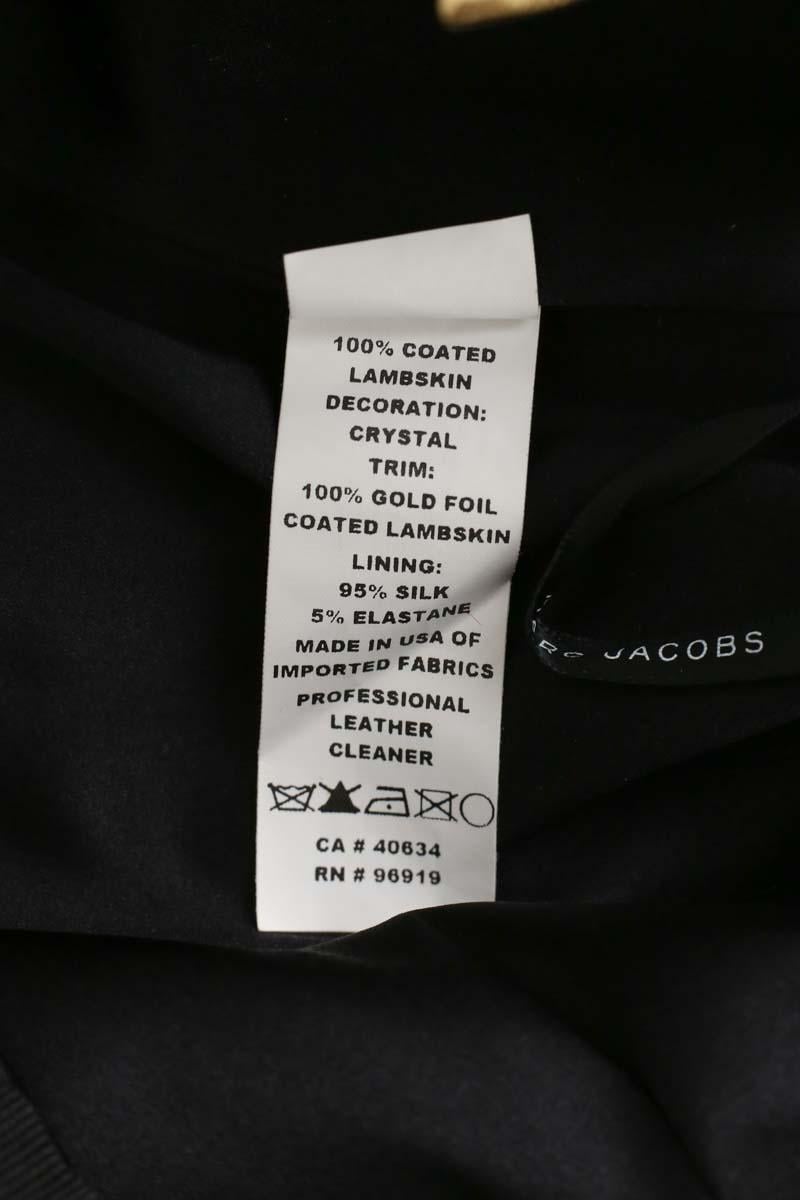 100% COATED
LAMBSKIN
DECORATION:
CRYSTAL
TRIM:
100% GOLD FOIL
COATED LAMBSKIN
LINING:
95% SILK
5% ELASTANE
MADE IN USA OF
IMPORTED FABRICS
PROFESSIONAL
LEATHER
CLEANER
CA # 40634
RN # 96919
JACOBS